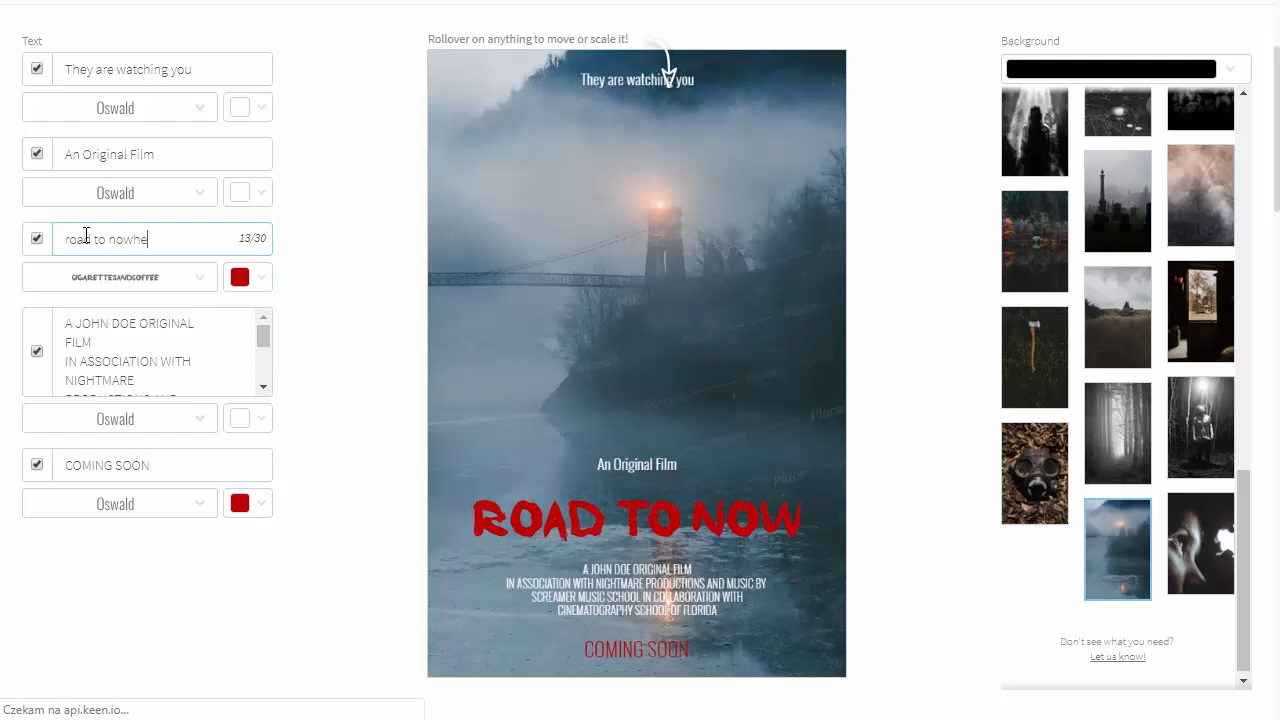 Text
They are watching you
Oswald
An Original Film
Oswald
road to nowhe
13/30
CIGARETTESANDCOFFEE
A JOHN DOE ORIGINAL
FILM
IN ASSOCIATION WITH
NIGHTMARE
Oswald
COMING SOON
Oswald
Rollover on anything to move or scale it!
They are watching you
An Original Film
ROAD TO NOW
A JOHN DOE ORIGINAL FILM
IN ASSOCIATION WITH NIGHTMARE PRODUCTIONS AND MUSIC BY
SCREAMER MUSIC SCHOOL IN COLLABORATION WITH
CINEMATOGRAPHY SCHOOL OF FLORIDA
COMING SOON
Background
Don't see what you need?
Let us know!
Czekam na api.keen.io...